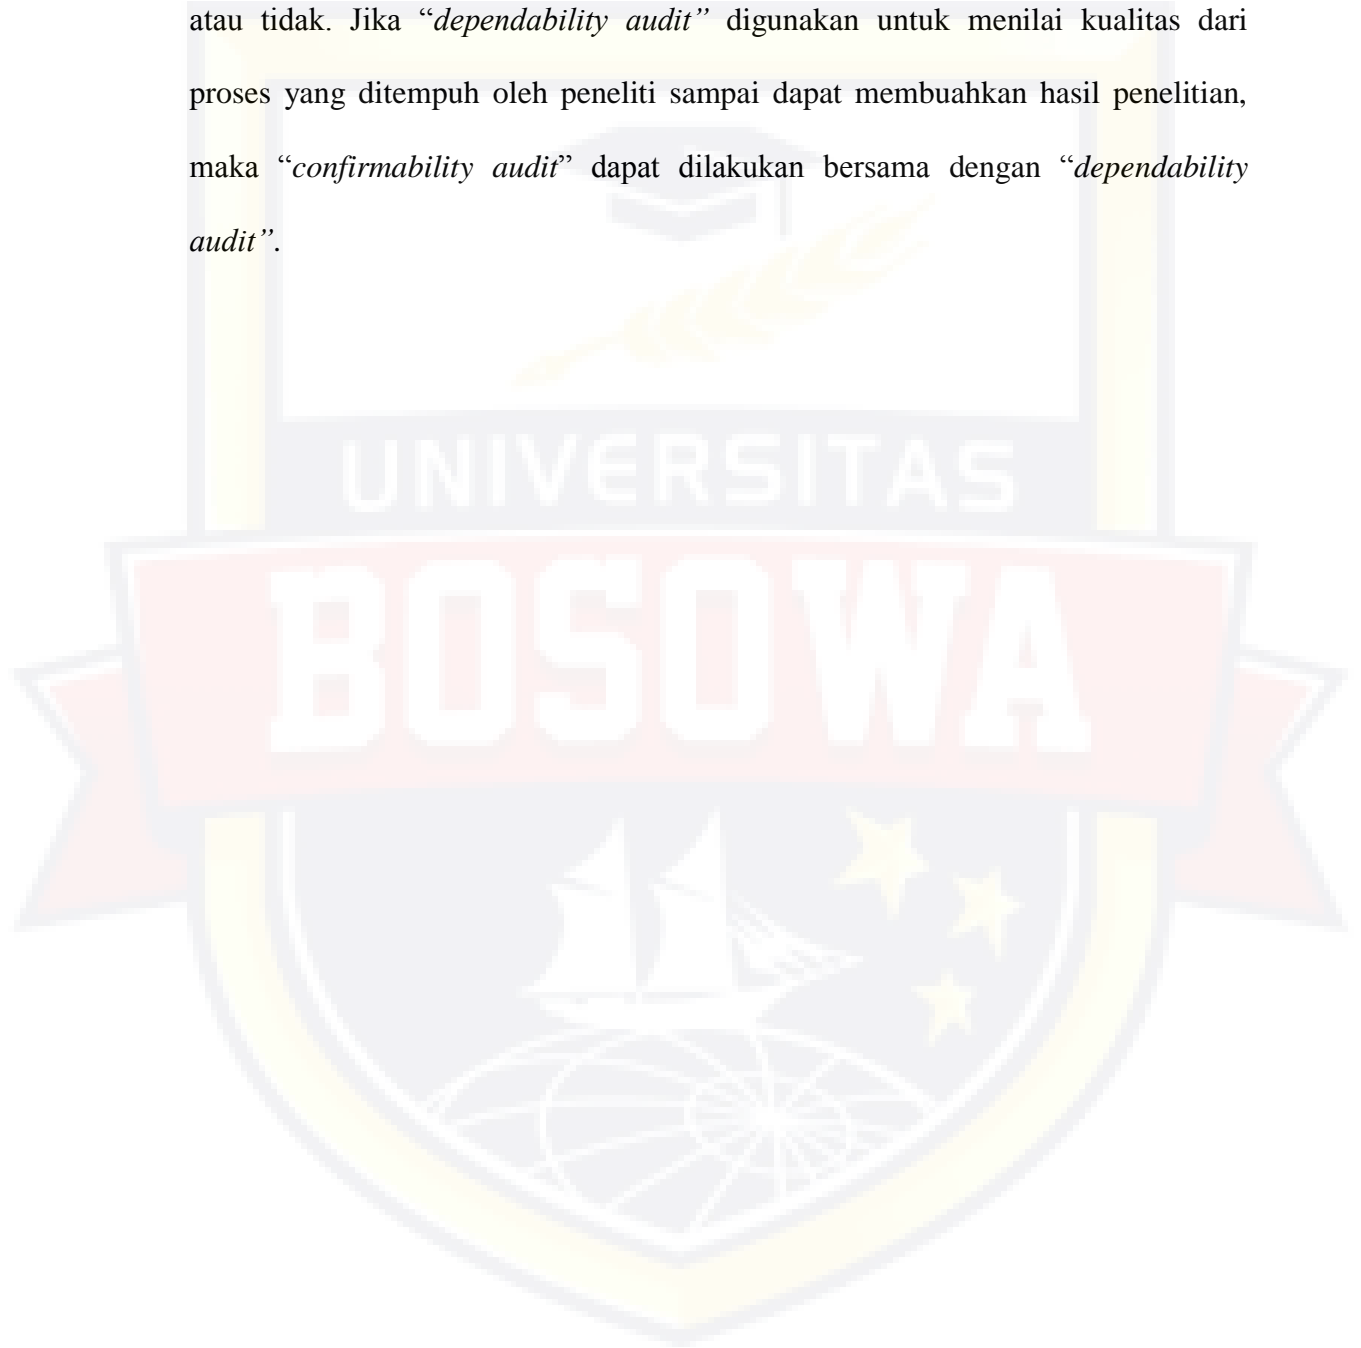 atau tidak. Jika “dependability audit” digunakan untuk menilai kualitas dari
proses yang ditempuh oleh peneliti sampai dapat membuahkan hasil penelitian,
maka “confirmability audit” dapat dilakukan bersama dengan “dependability
audit”.
UNIVERSITAS
BOSOWA